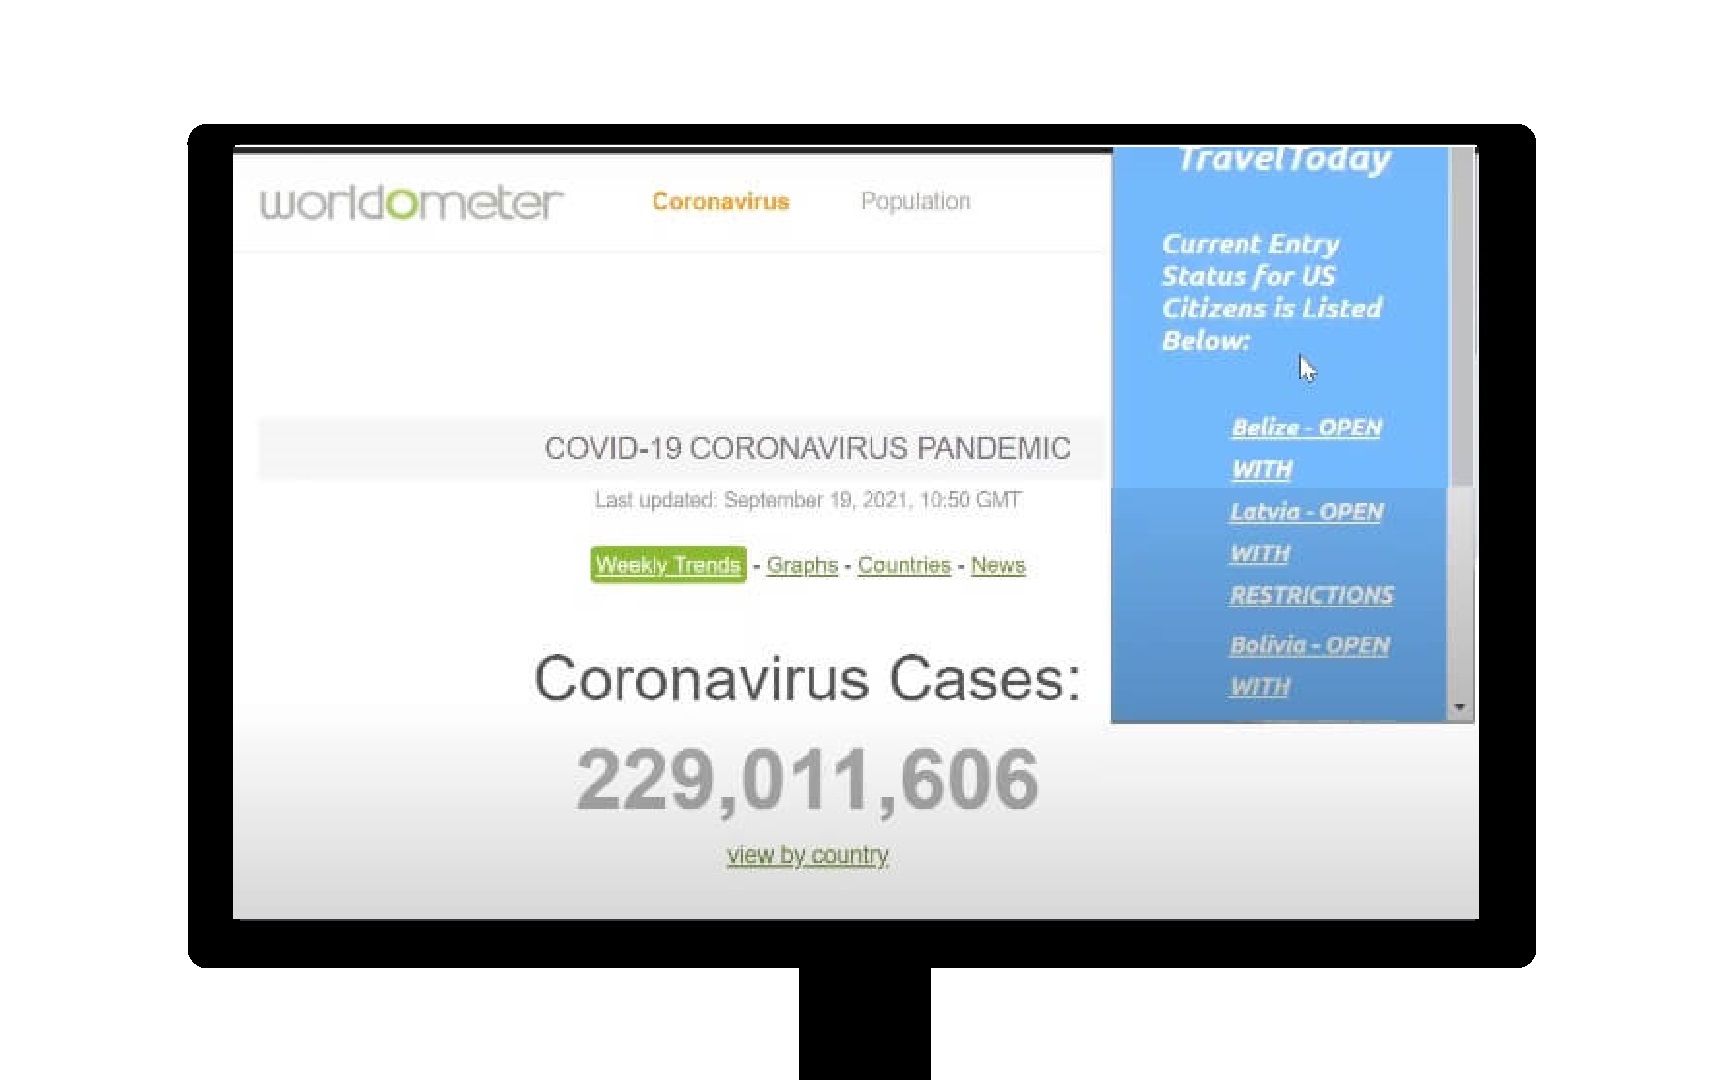 worldometer
Coronavirus
Population
COVID-19 CORONAVIRUS PANDEMIC
Last updated: September 19, 2021, 10:50 GMT
Weekly Trends - Graphs - Countries - News
Coronavirus Cases:
229,011,606
view by country
TravelToday
Current Entry
Status for US
Citizens is Listed
Below:
Belize - OPEN
WITH
Latvia - OPEN
WITH
RESTRICTIONS
Bolivia - OPEN
WITH